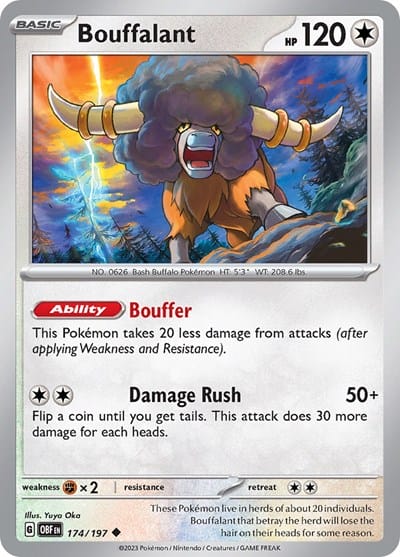 BASIC
Bouffalant
HP 120
NO. 0626 Bash Buffalo Pokémon HT: 5'3" WT: 208.6 lbs.
Ability Bouffer
This Pokémon takes 20 less damage from attacks (after
applying Weakness and Resistance).
Damage Rush 50+
Flip a coin until you get tails. This attack does 30 more
damage for each heads.
weakness ×2 resistance retreat
Illus. Yuya Oka
G OBF EN 174/197
These Pokémon live in herds of about 20 individuals.
Bouffalant that betray the herd will lose the
hair on their heads for some reason.
©2023 Pokémon / Nintendo / Creatures / GAME FREAK